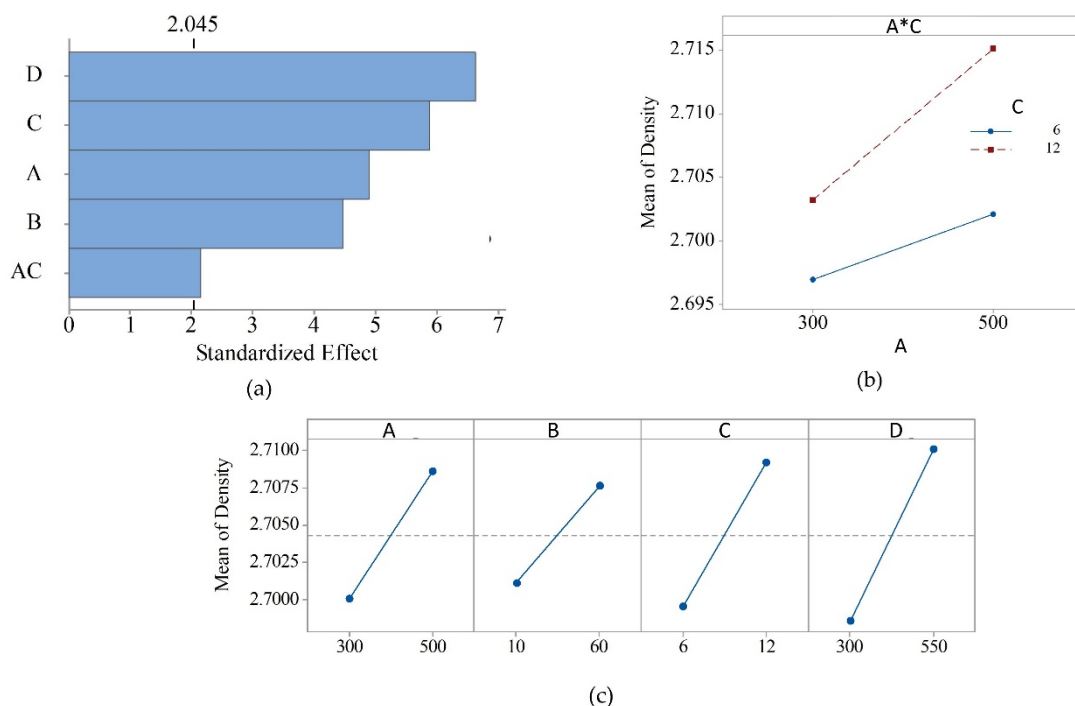 2.045
D
C
A
B
AC
0 1 2 3 4 5 6 7
Standardized Effect
(a)
A*C
2.715
2.710
2.705
2.700
2.695
Mean of Density
C
6
12
300 500
A
(b)
A B C D
2.7100
2.7075
2.7050
2.7025
2.7000
Mean of Density
300 500 10 60 6 12 300 550
(c)